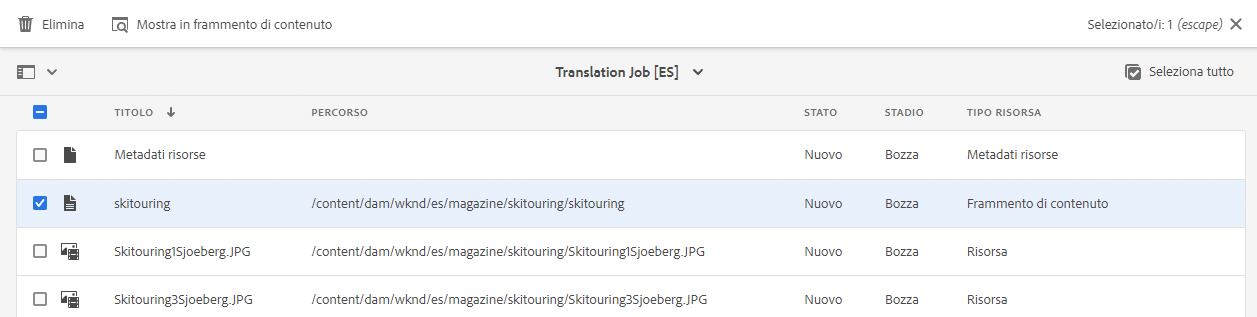 Elimina Mostra in frammento di contenuto Selezionato/i: 1 (escape)
Translation Job [ES] Seleziona tutto
TITOLO PERCORSO STATO STADIO TIPO RISORSA
Metadati risorse Nuovo Bozza Metadati risorse
skitouring /content/dam/wknd/es/magazine/skitouring/skitouring Nuovo Bozza Frammento di contenuto
Skitouring1Sjoeberg.JPG /content/dam/wknd/es/magazine/skitouring/Skitouring1Sjoeberg.JPG Nuovo Bozza Risorsa
Skitouring3Sjoeberg.JPG /content/dam/wknd/es/magazine/skitouring/Skitouring3Sjoeberg.JPG Nuovo Bozza Risorsa